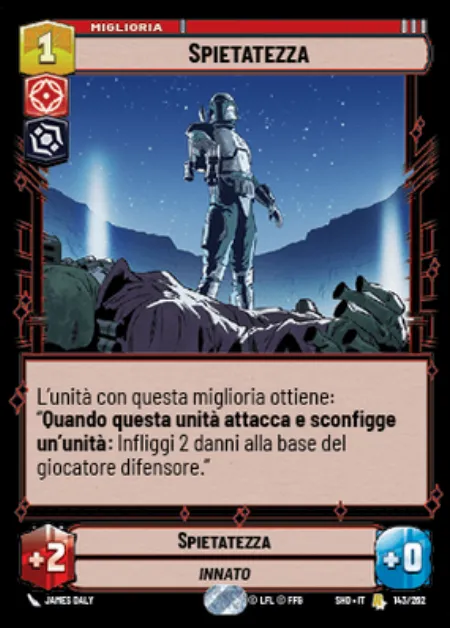 MIGLIORIA
1
SPIETATEZZA
L'unità con questa miglioria ottiene:
"Quando questa unità attacca e sconfigge
un'unità: Infliggi 2 danni alla base del
giocatore difensore."
+2
SPIETATEZZA
+0
INNATO
JAMES DALY
© LFL © FFG
SHD • IT
143/262